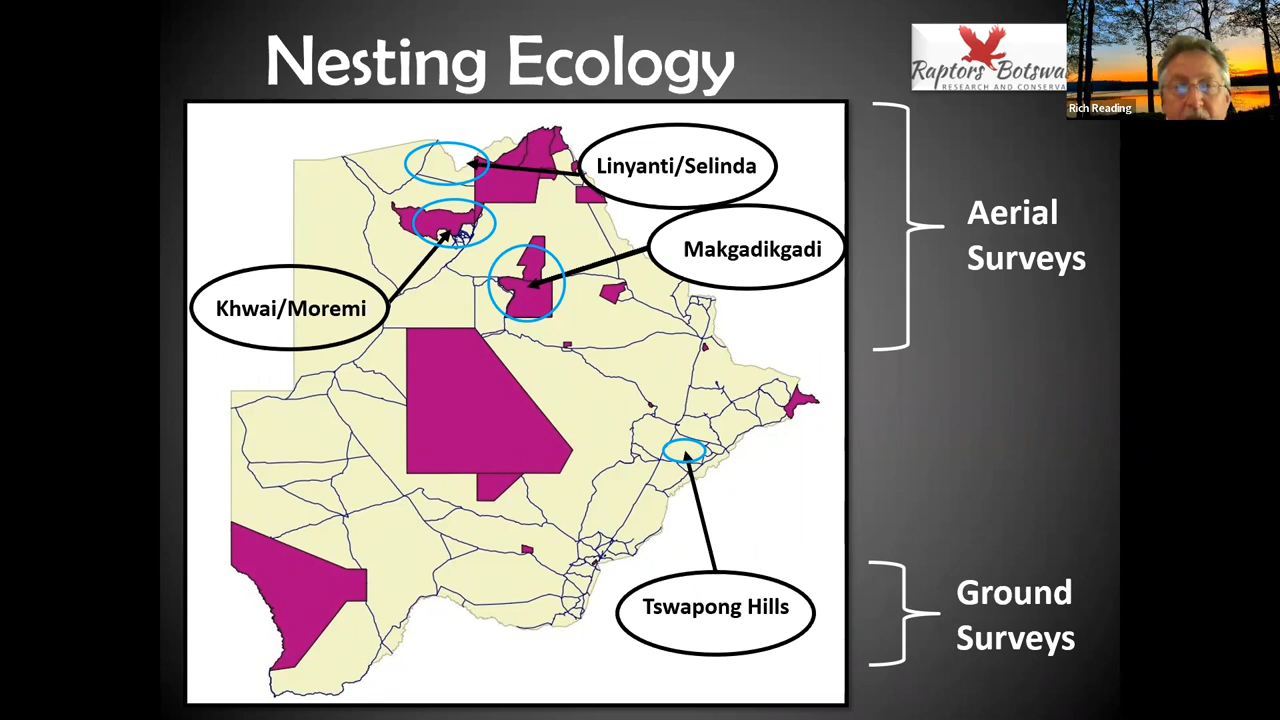 Nesting Ecology
Raptors Botswa
RESEARCH AND CONSERVA
Rich Reading
Linyanti/Selinda
Makgadikgadi
Khwai/Moremi
Tswapong Hills
Aerial
Surveys
Ground
Surveys